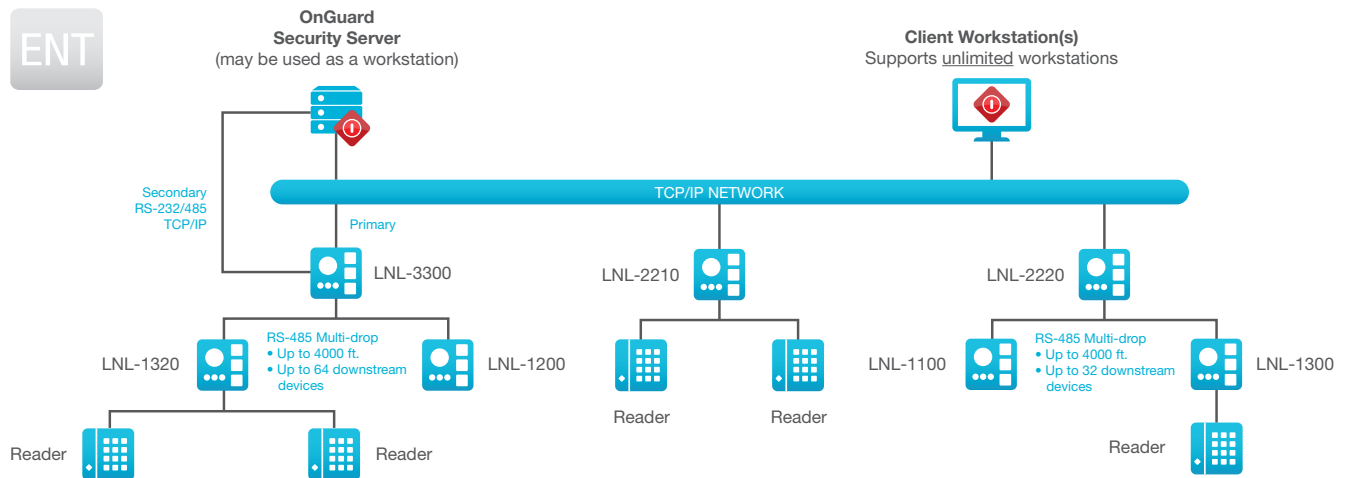 ENT
OnGuard
Security Server
(may be used as a workstation)
Client Workstation(s)
Supports unlimited workstations
TCP/IP NETWORK
Secondary
RS-232/485
TCP/IP
Primary
LNL-3300
LNL-2210
LNL-2220
LNL-1320
RS-485 Multi-drop
• Up to 4000 ft.
• Up to 64 downstream
devices
LNL-1200
LNL-1100
RS-485 Multi-drop
• Up to 4000 ft.
• Up to 32 downstream
devices
LNL-1300
Reader
Reader
Reader
Reader
Reader